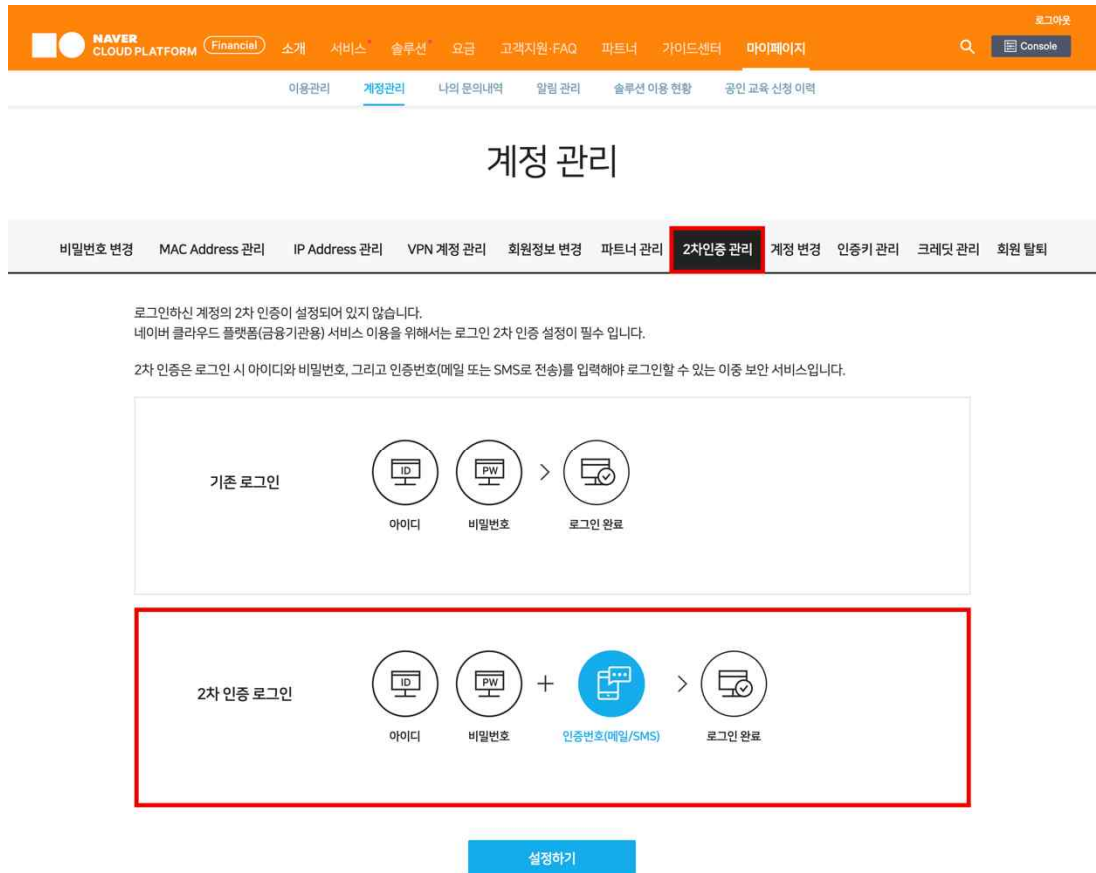 로그아웃
NAVER
CLOUD PLATFORM Financial 소개 서비스 솔루션 요금 고객지원·FAQ 파트너 가이드센터 마이페이지 Console
이용관리 계정관리 나의 문의내역 알림 관리 솔루션 이용 현황 공인 교육 신청 이력
계정 관리
비밀번호 변경 MAC Address 관리 IP Address 관리 VPN 계정 관리 회원정보 변경 파트너 관리 2차인증 관리 계정 변경 인증키 관리 크레딧 관리 회원 탈퇴
로그인하신 계정의 2차 인증이 설정되어 있지 않습니다.
네이버 클라우드 플랫폼(금융기관용) 서비스 이용을 위해서는 로그인 2차 인증 설정이 필수 입니다.
2차 인증은 로그인 시 아이디와 비밀번호, 그리고 인증번호(메일 또는 SMS로 전송)를 입력해야 로그인할 수 있는 이중 보안 서비스입니다.
기존 로그인
ID PW >
아이디 비밀번호 로그인 완료
2차 인증 로그인
ID PW + >
아이디 비밀번호 인증번호(메일/SMS) 로그인 완료
설정하기